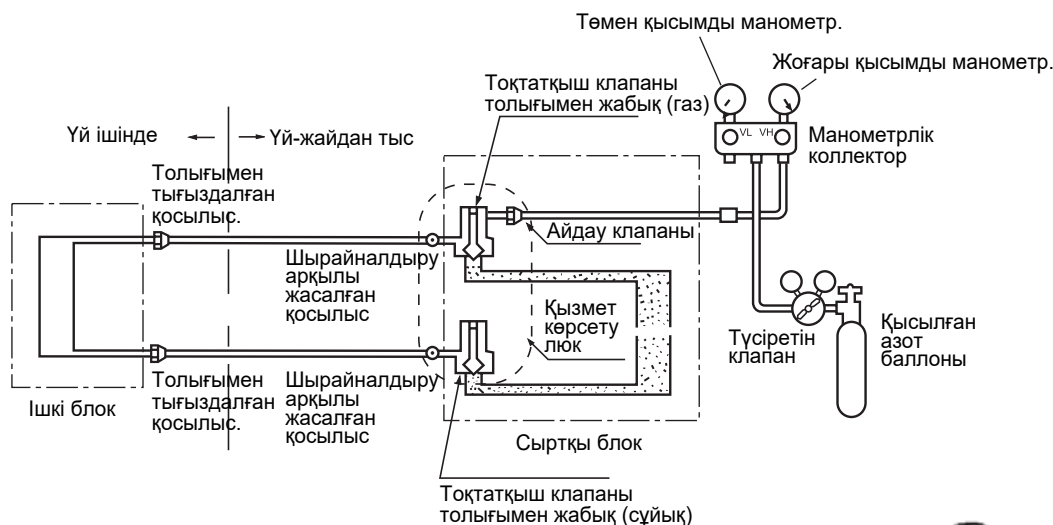 Төмен қысымды манометр.
Жоғары қысымды манометр.
Тоқтатқыш клапаны
толығымен жабық (газ)
VL VH
Манометрлік
коллектор
Үй ішінде
Үй-жайдан тыс
Толығымен
тығыздалған
қосылыс.
Айдау клапаны
Шырайналдыру
арқылы
жасалған
қосылыс
Қызмет
көрсету
люк
Түсіретін
клапан
Қысылған
азот
баллоны
Ішкі блок
Толығымен
тығыздалған
қосылыс.
Шырайналдыру
арқылы
жасалған
қосылыс
Сыртқы блок
Тоқтатқыш клапаны
толығымен жабық (сұйық)